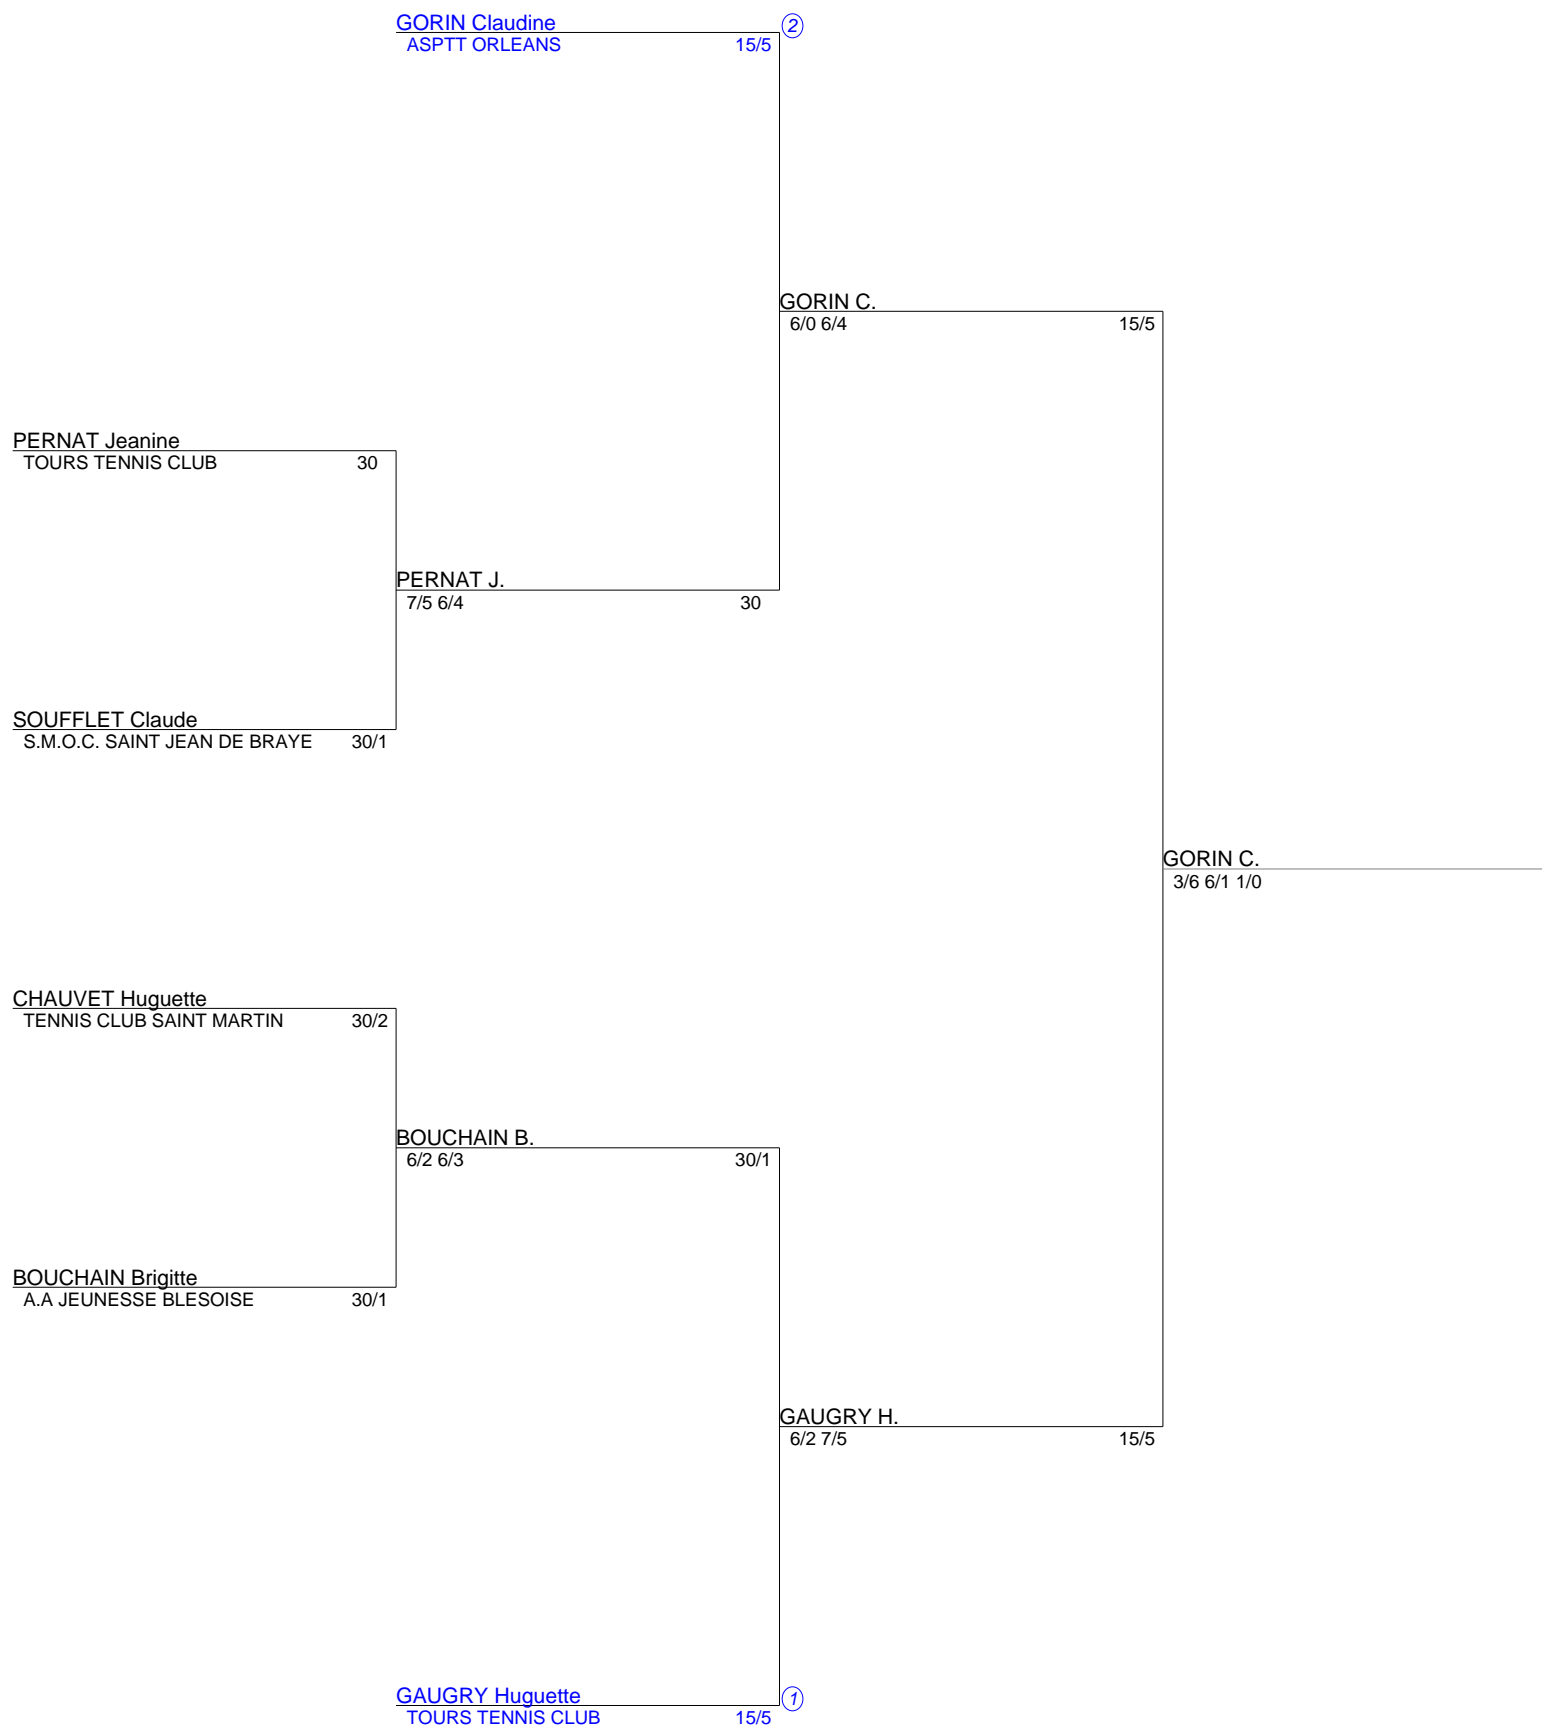 GORIN Claudine 2
ASPTT ORLEANS 15/5
GORIN C.
6/0 6/4 15/5
PERNAT Jeanine
TOURS TENNIS CLUB 30
PERNAT J.
7/5 6/4 30
SOUFFLET Claude
S.M.O.C. SAINT JEAN DE BRAYE 30/1
GORIN C.
3/6 6/1 1/0
CHAUVET Huguette
TENNIS CLUB SAINT MARTIN 30/2
BOUCHAIN B.
6/2 6/3 30/1
BOUCHAIN Brigitte
A.A JEUNESSE BLESOISE 30/1
GAUGRY H.
6/2 7/5 15/5
GAUGRY Huguette 1
TOURS TENNIS CLUB 15/5